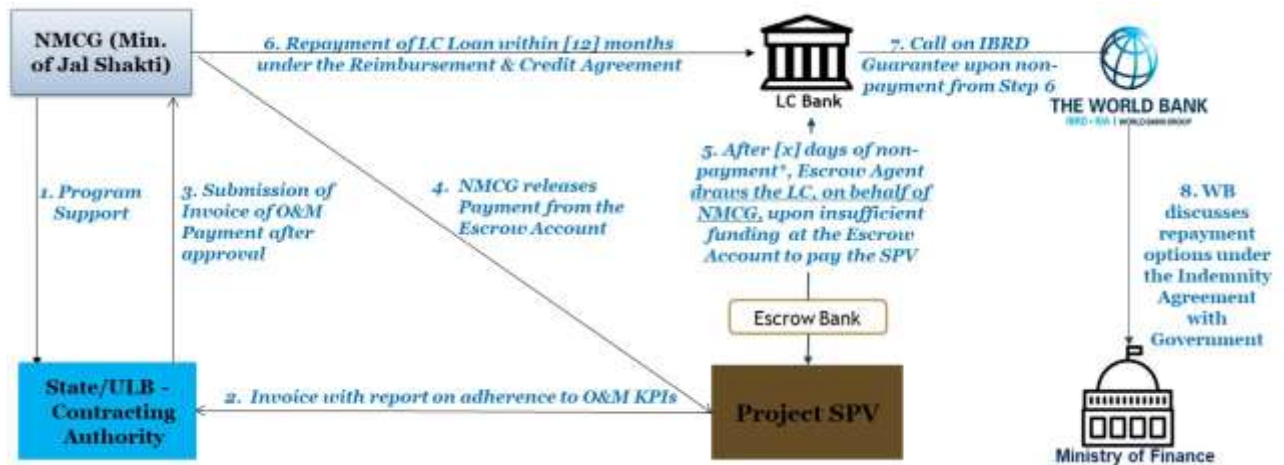 NMCG (Min.
of Jal Shakti)
6. Repayment of LC Loan within [12] months
under the Reimbursement & Credit Agreement
LC Bank
7. Call on IBRD
Guarantee upon non-
payment from Step 6
THE WORLD BANK
IBRD • IDA | WORLD BANK GROUP
1. Program
Support
3. Submission of
Invoice of O&M
Payment after
approval
4. NMCG releases
Payment from the
Escrow Account
5. After [x] days of non-
payment*, Escrow Agent
draws the LC, on behalf of
NMCG, upon insufficient
funding at the Escrow
Account to pay the SPV
8. WB
discusses
repayment
options under
the Indemnity
Agreement
with
Government
Escrow Bank
State/ULB -
Contracting
Authority
2. Invoice with report on adherence to O&M KPIs
Project SPV
Ministry of Finance